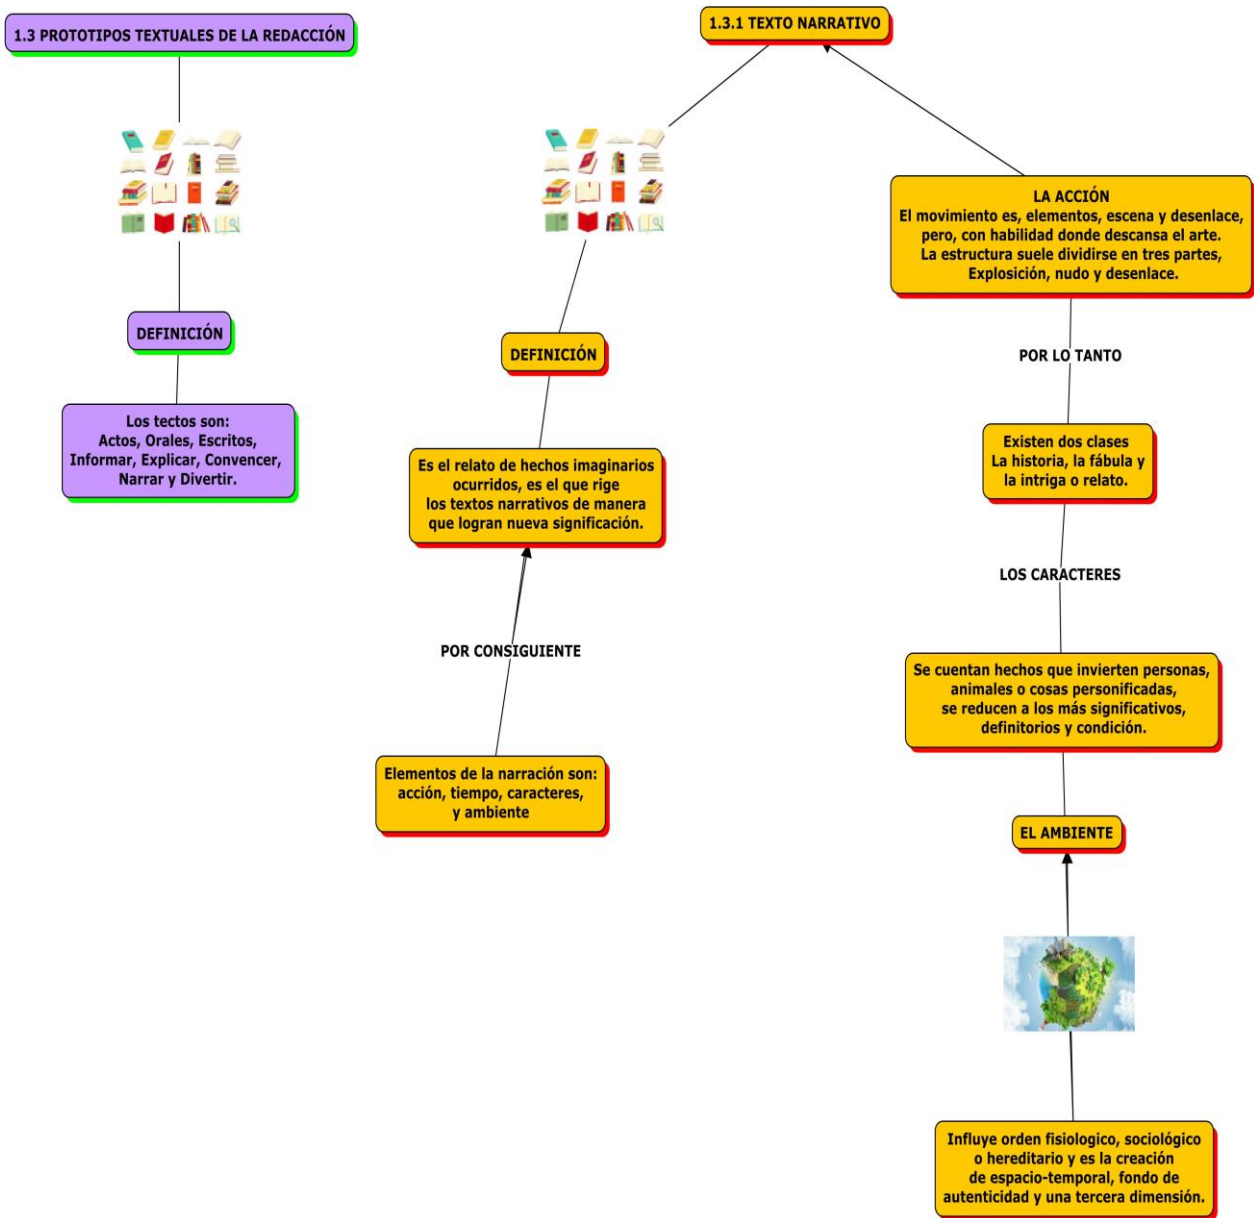 1.3 PROTOTIPOS TEXTUALES DE LA REDACCIÓN
DEFINICIÓN
Los tectos son:
Actos, Orales, Escritos,
Informar, Explicar, Convencer,
Narrar y Divertir.
1.3.1 TEXTO NARRATIVO
DEFINICIÓN
Es el relato de hechos imaginarios
ocurridos, es el que rige
los textos narrativos de manera
que logran nueva significación.
POR CONSIGUIENTE
Elementos de la narración son:
acción, tiempo, caracteres,
y ambiente
LA ACCIÓN
El movimiento es, elementos, escena y desenlace,
pero, con habilidad donde descansa el arte.
La estructura suele dividirse en tres partes,
Explosición, nudo y desenlace.
POR LO TANTO
Existen dos clases
La historia, la fábula y
la intriga o relato.
LOS CARACTERES
Se cuentan hechos que invierten personas,
animales o cosas personificadas,
se reducen a los más significativos,
definitorios y condición.
EL AMBIENTE
Influye orden fisiologico, sociológico
o hereditario y es la creación
de espacio-temporal, fondo de
autenticidad y una tercera dimensión.